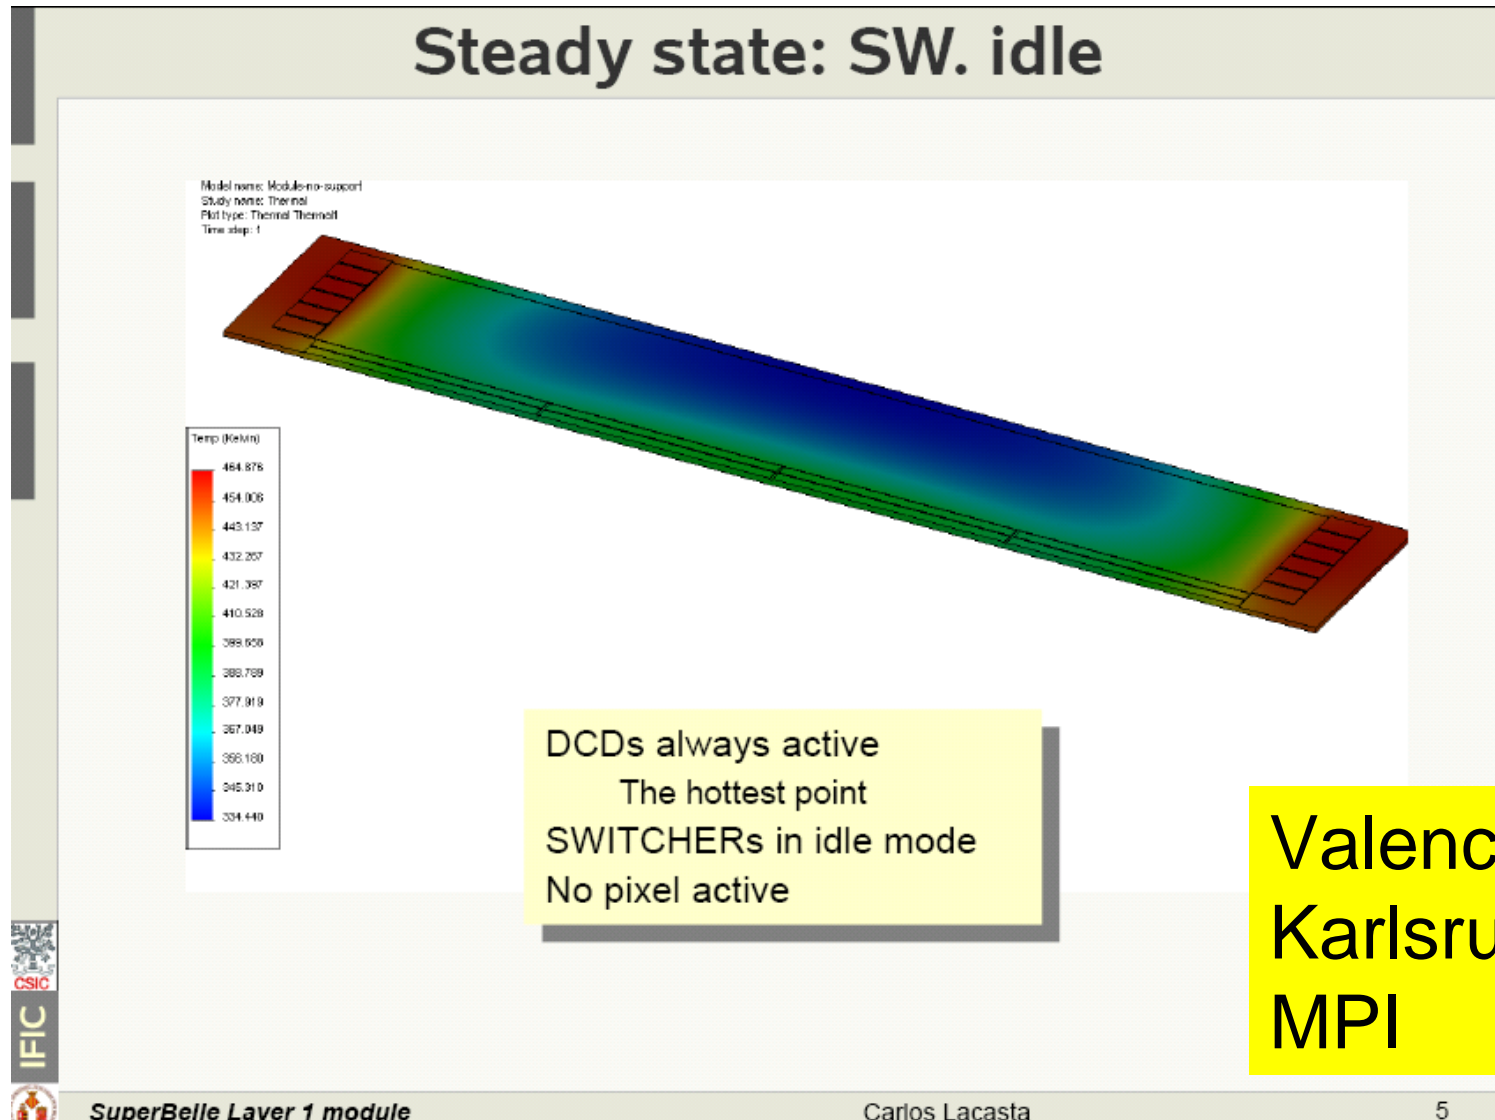 Steady state: SW. idle
Model name: Module-no-support
Study name: Thermal
Plot type: Thermal Thermal1
Time step: 1
Temp (Kelvin)
464.876
454.006
443.137
432.267
421.397
410.528
399.658
388.789
377.919
367.049
356.180
345.310
334.440
DCDs always active
The hottest point
SWITCHERs in idle mode
No pixel active
Valenc
Karlsru
MPI
CSIC
IFIC
SuperBelle Layer 1 module
Carlos Lacasta
5